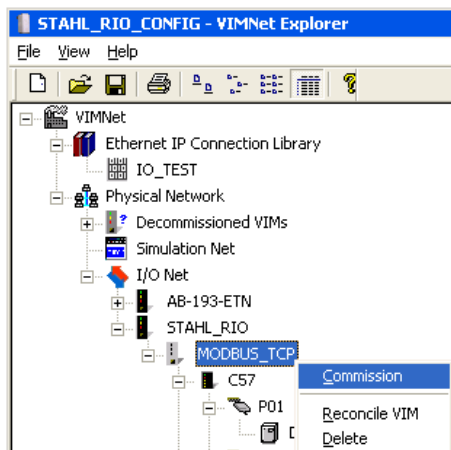 STAHL_RIO_CONFIG - VIMNet Explorer
File View Help
VIMNet
Ethernet IP Connection Library
IO_TEST
Physical Network
Decommissioned VIMs
Simulation Net
I/O Net
AB-193-ETN
STAHL_RIO
MODBUS_TCP
Commission
C57
Reconcile VIM
P01
Delete